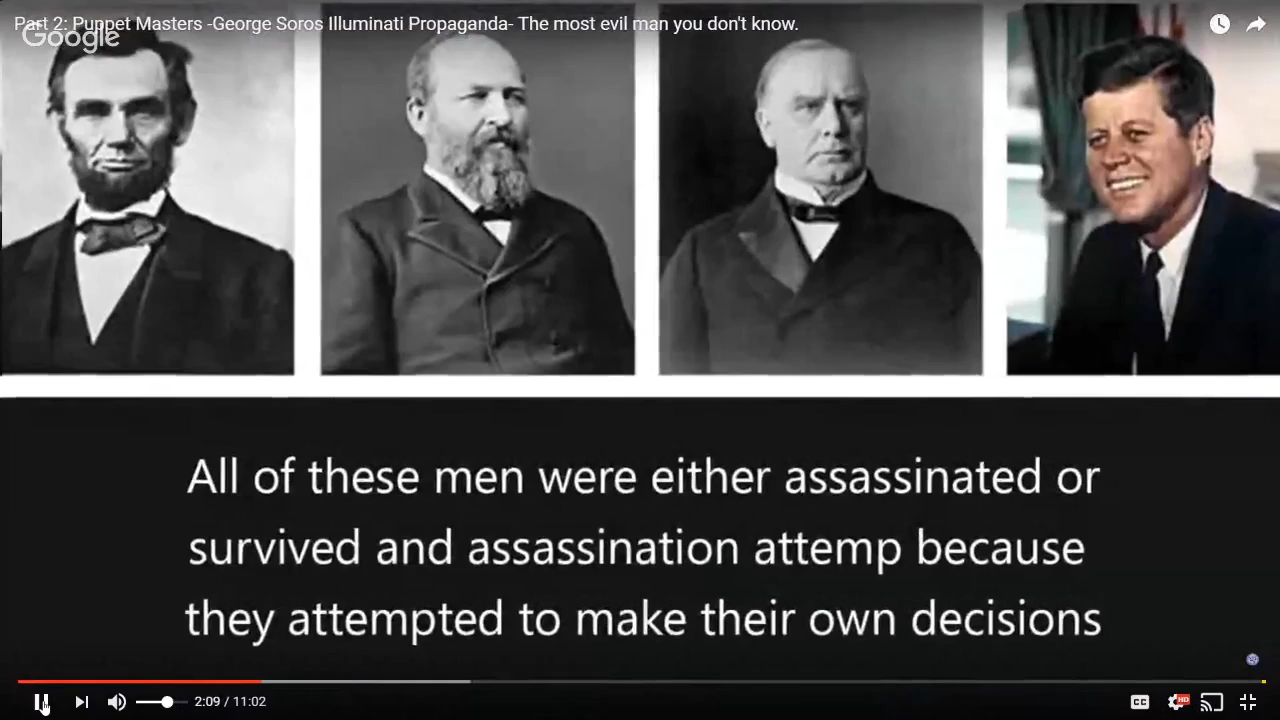 Part 2: Puppet Masters -George Soros Illuminati Propaganda- The most evil man you don't know.
Google
All of these men were either assassinated or
survived and assassination attemp because
they attempted to make their own decisions
2:09 / 11:02
CC
HD